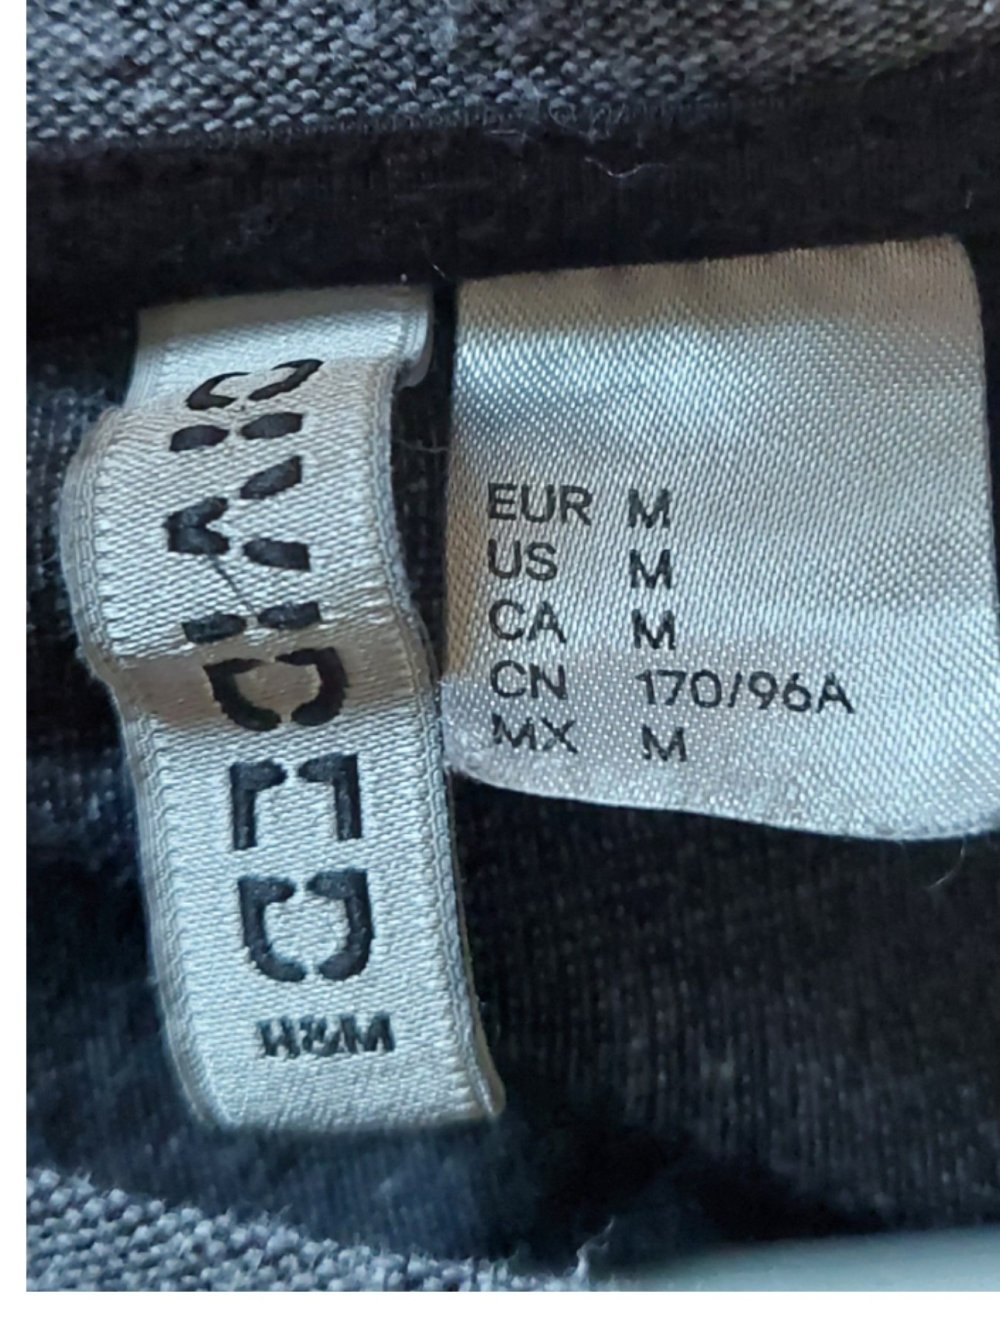 DIVIDED
H&M
EUR M
US M
CA M
CN 170/96A
MX M